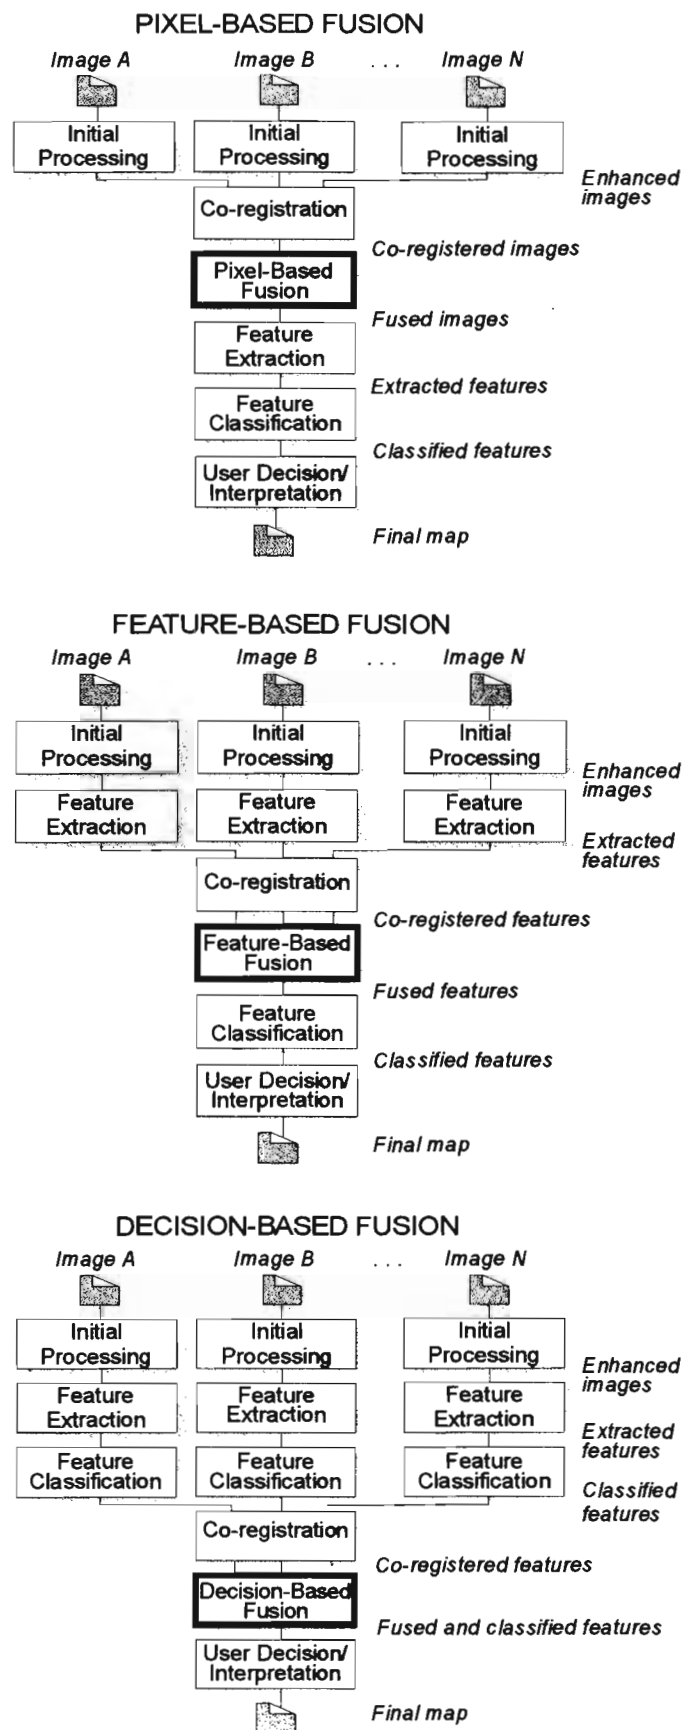 PIXEL-BASED FUSION
Image A Image B . . . Image N
Initial Processing
Initial Processing
Initial Processing
Enhanced images
Co-registration
Co-registered images
Pixel-Based Fusion
Fused images
Feature Extraction
Extracted features
Feature Classification
Classified features
User Decision/ Interpretation
Final map
FEATURE-BASED FUSION
Image A Image B . . . Image N
Initial Processing
Initial Processing
Initial Processing
Enhanced images
Feature Extraction
Feature Extraction
Feature Extraction
Extracted features
Co-registration
Co-registered features
Feature-Based Fusion
Fused features
Feature Classification
Classified features
User Decision/ Interpretation
Final map
DECISION-BASED FUSION
Image A Image B . . . Image N
Initial Processing
Initial Processing
Initial Processing
Enhanced images
Feature Extraction
Feature Extraction
Feature Extraction
Extracted features
Feature Classification
Feature Classification
Feature Classification
Classified features
Co-registration
Co-registered features
Decision-Based Fusion
Fused and classified features
User Decision/ Interpretation
Final map